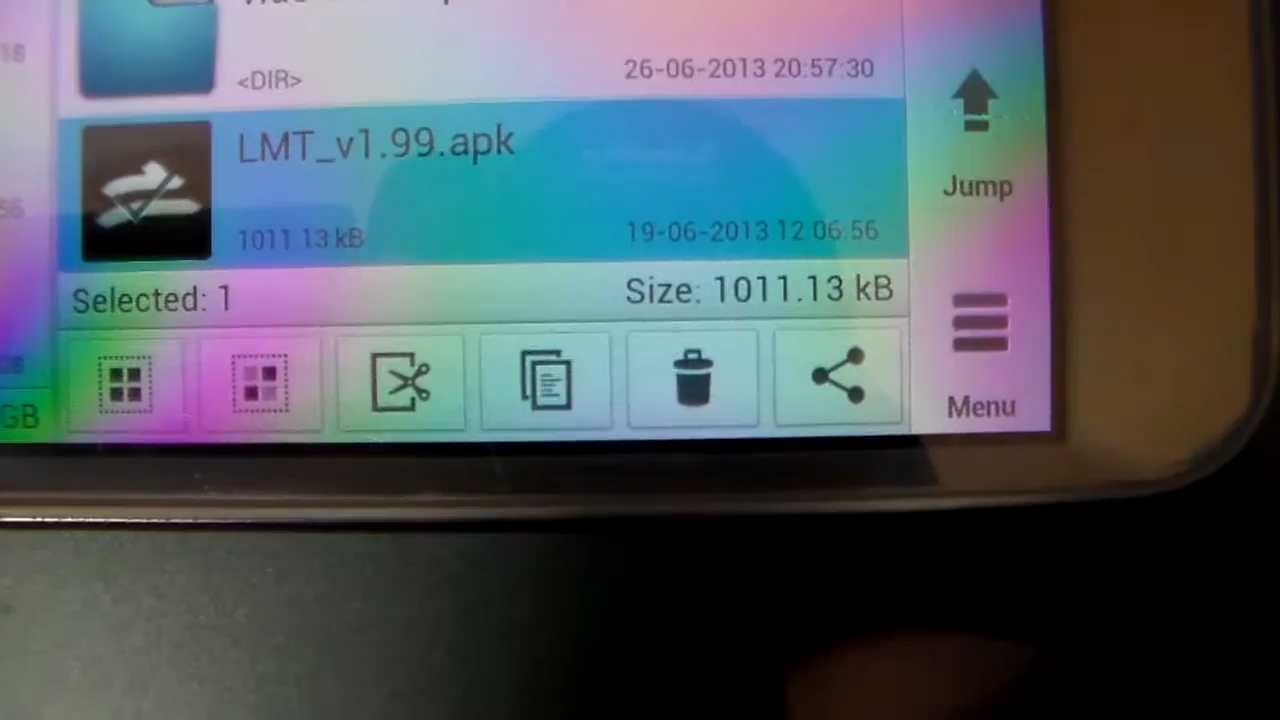 <DIR>
26-06-2013 20:57:30
LMT_v1.99.apk
1011.13 kB
19-06-2013 12:06:56
Selected: 1
Size: 1011.13 kB
Jump
Menu
GB